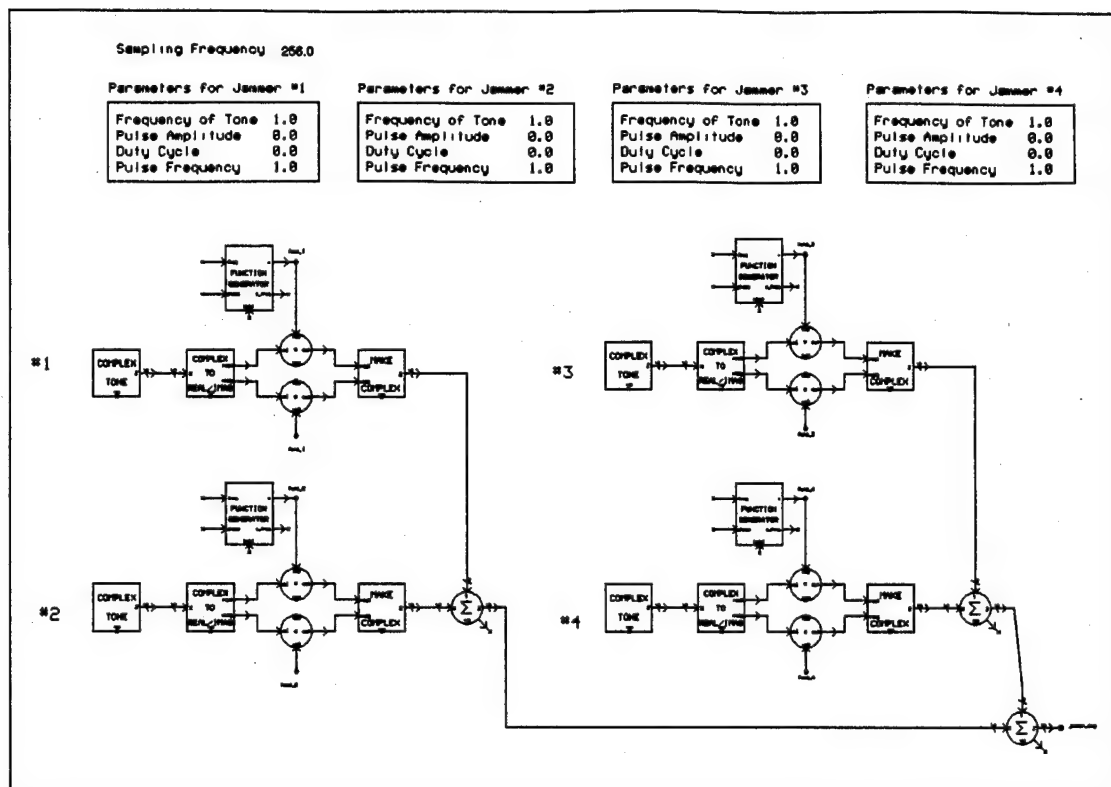 Sampling Frequency 256.0
Parameters for Jammer #1
Frequency of Tone 1.0
Pulse Amplitude 0.0
Duty Cycle 0.0
Pulse Frequency 1.0
Parameters for Jammer #2
Frequency of Tone 1.0
Pulse Amplitude 0.0
Duty Cycle 0.0
Pulse Frequency 1.0
Parameters for Jammer #3
Frequency of Tone 1.0
Pulse Amplitude 0.0
Duty Cycle 0.0
Pulse Frequency 1.0
Parameters for Jammer #4
Frequency of Tone 1.0
Pulse Amplitude 0.0
Duty Cycle 0.0
Pulse Frequency 1.0
FUNCTION
GENERATOR
#1
COMPLEX
TONE
COMPLEX
TO
REAL/IMAG
MAKE
COMPLEX
FUNCTION
GENERATOR
#3
COMPLEX
TONE
COMPLEX
TO
REAL/IMAG
MAKE
COMPLEX
FUNCTION
GENERATOR
#2
COMPLEX
TONE
COMPLEX
TO
REAL/IMAG
MAKE
COMPLEX
Σ
FUNCTION
GENERATOR
#4
COMPLEX
TONE
COMPLEX
TO
REAL/IMAG
MAKE
COMPLEX
Σ
Σ